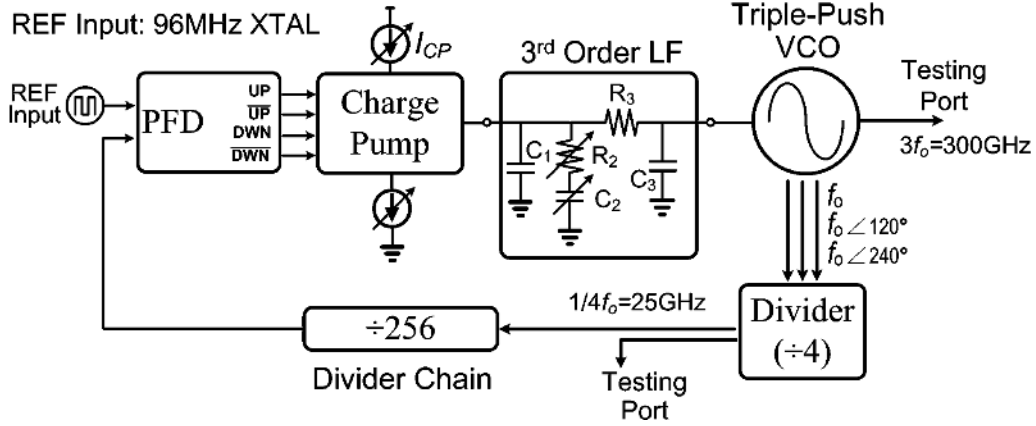 REF Input: 96MHz XTAL
I_CP
3rd Order LF
Triple-Push
VCO
REF
Input
PFD
UP
U̅P̅
DWN
D̅W̅N̅
Charge
Pump
C1
R2
C2
R3
C3
Testing
Port
3fo=300GHz
fo
fo∠120°
fo∠240°
1/4fo=25GHz
÷256
Divider Chain
Testing
Port
Divider
(÷4)